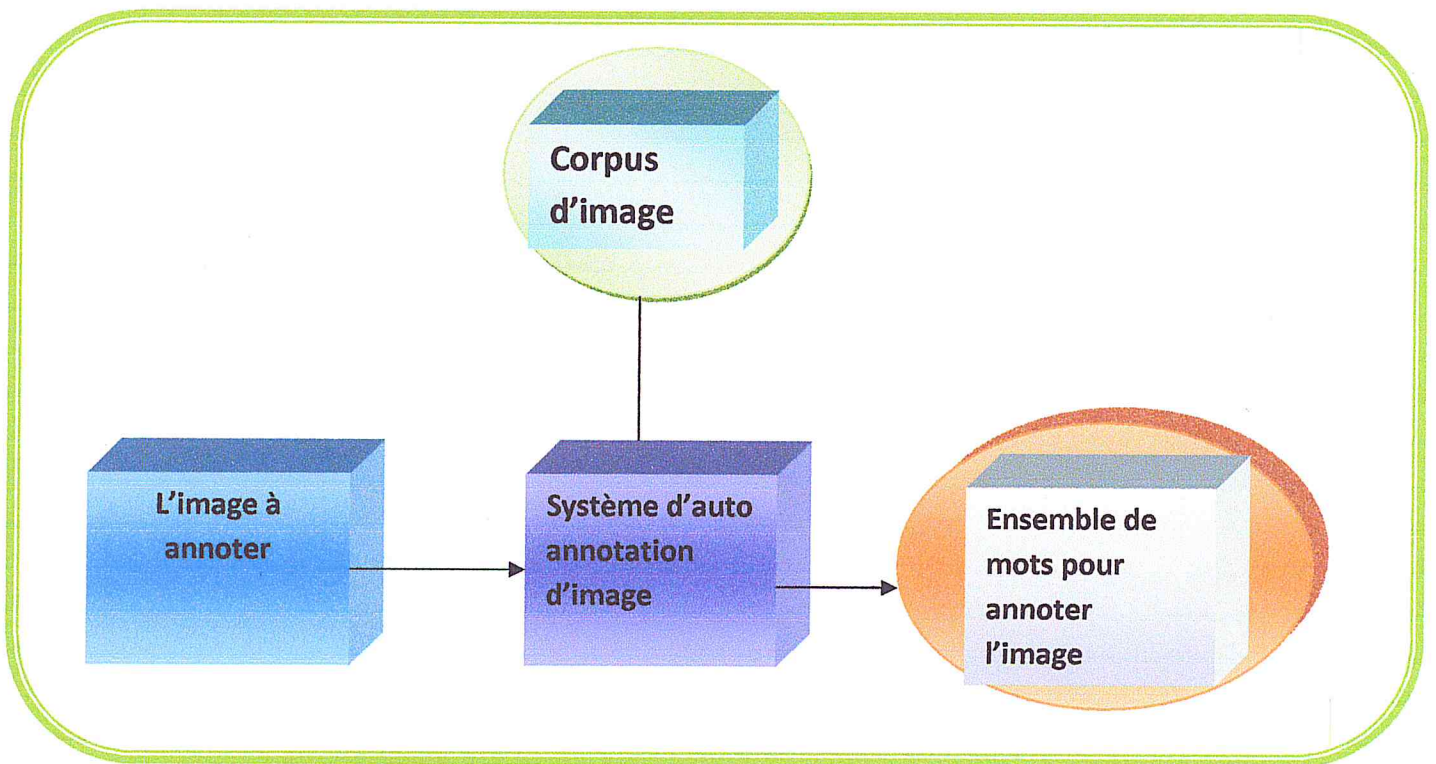 Corpus
d’image
L’image à
annoter
Système d’auto
annotation
d’image
Ensemble de
mots pour
annoter
l’image